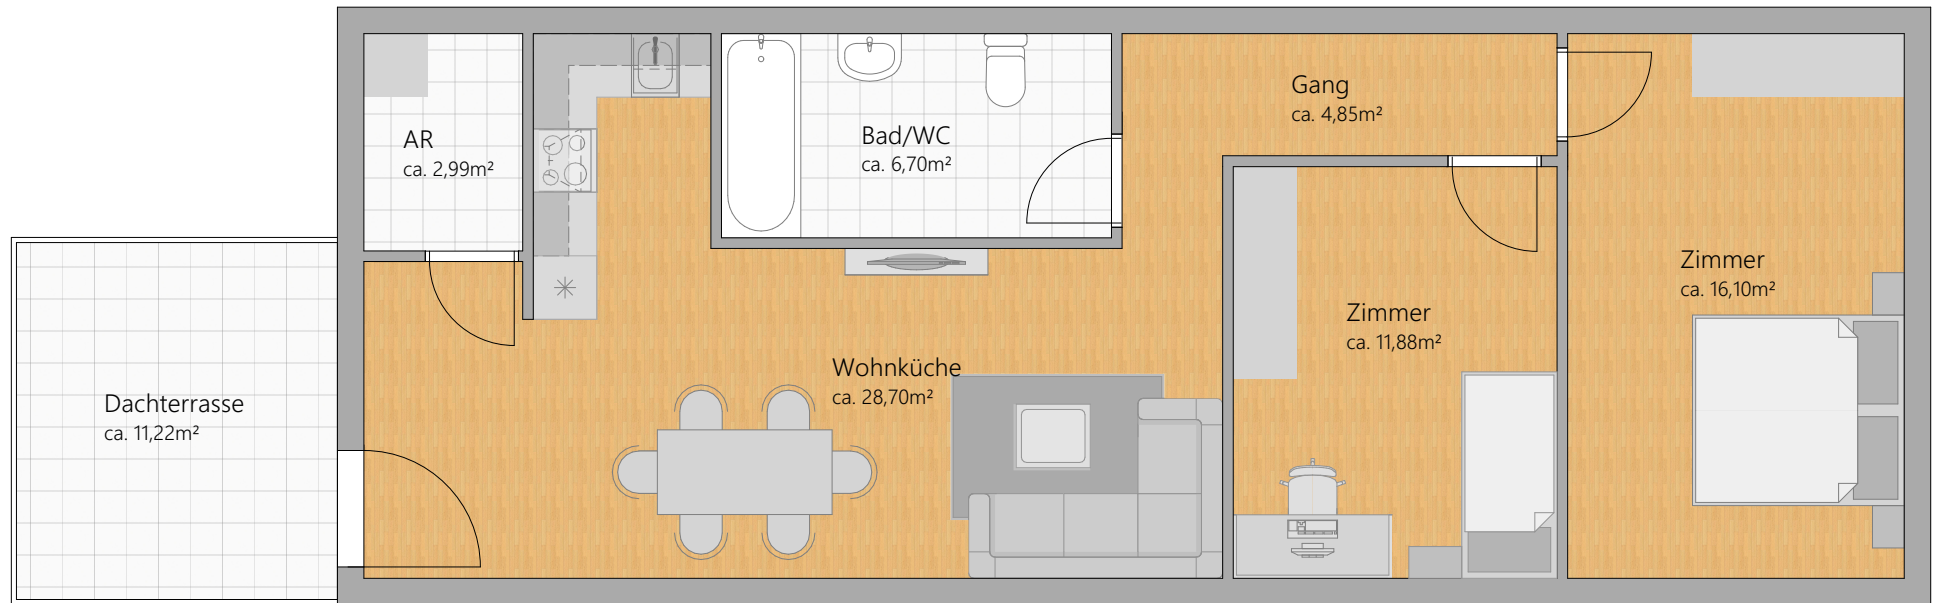 AR
ca. 2,99m²
Bad/WC
ca. 6,70m²
Gang
ca. 4,85m²
Zimmer
ca. 16,10m²
Zimmer
ca. 11,88m²
Wohnküche
ca. 28,70m²
Dachterrasse
ca. 11,22m²